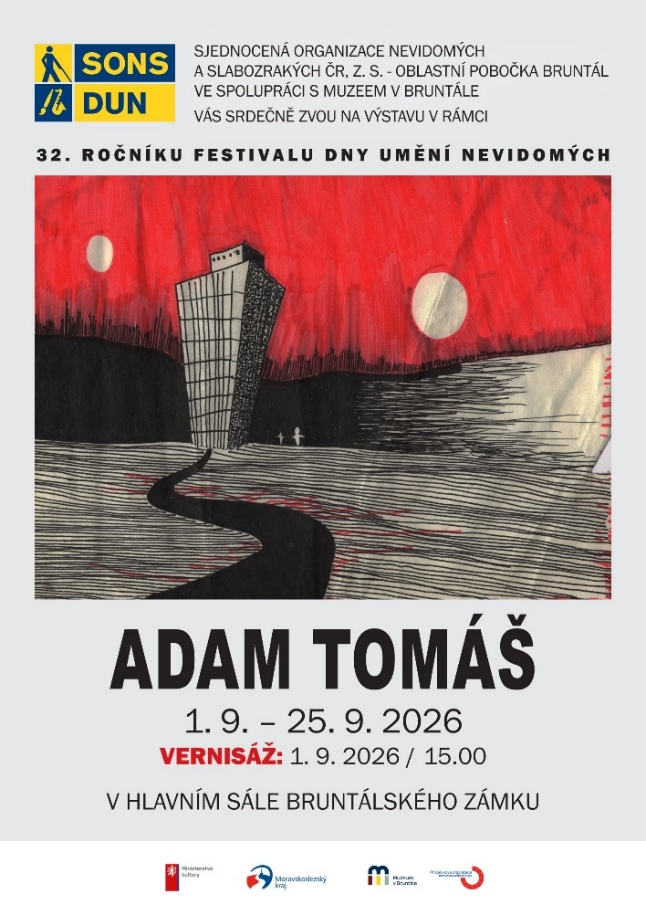 SONS
DUN
SJEDNOCENÁ ORGANIZACE NEVIDOMÝCH
A SLABOZRAKÝCH ČR, Z. S. - OBLASTNÍ POBOČKA BRUNTÁL
VE SPOLUPRÁCI S MUZEEM V BRUNTÁLE
VÁS SRDEČNĚ ZVOU NA VÝSTAVU V RÁMCI
32. ROČNÍKU FESTIVALU DNY UMĚNÍ NEVIDOMÝCH
ADAM TOMÁŠ
1. 9. – 25. 9. 2026
VERNISÁŽ: 1. 9. 2026 / 15.00
V HLAVNÍM SÁLE BRUNTÁLSKÉHO ZÁMKU
Ministerstvo
kultury
Moravskoslezský
kraj
Muzeum
v Bruntále